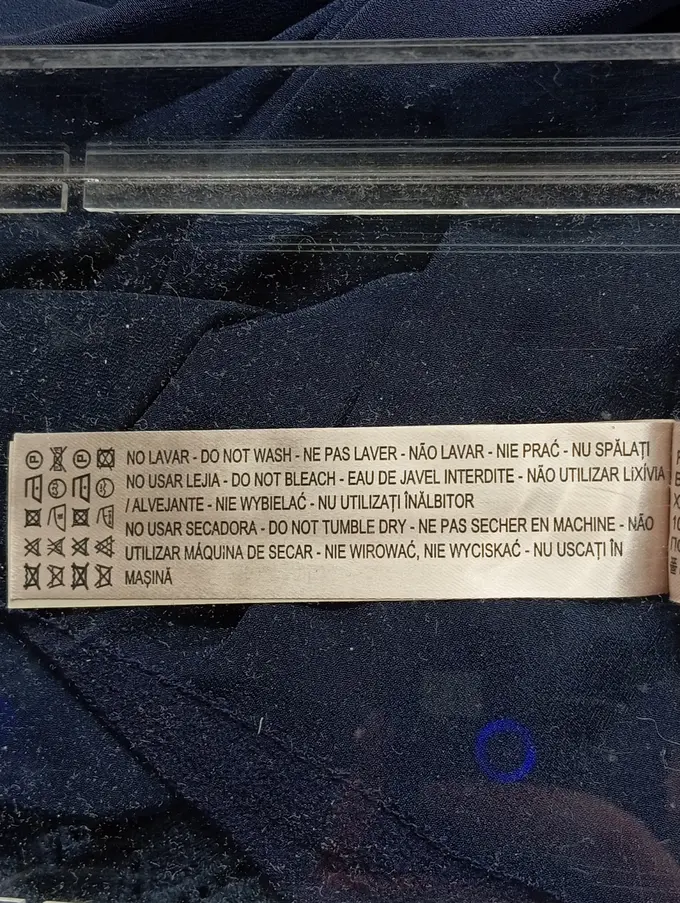 NO LAVAR - DO NOT WASH - NE PAS LAVER - NÃO LAVAR - NIE PRAĆ - NU SPĂLAȚI
NO USAR LEJIA - DO NOT BLEACH - EAU DE JAVEL INTERDITE - NÃO UTILIZAR LIXÍVIA
/ ALVEJANTE - NIE WYBIELAĆ - NU UTILIZAȚI ÎNĂLBITOR
NO USAR SECADORA - DO NOT TUMBLE DRY - NE PAS SECHER EN MACHINE - NÃO
UTILIZAR MÁQUINA DE SECAR - NIE WIROWAĆ, NIE WYCISKAĆ - NU USCAȚI ÎN
MAȘINĂ